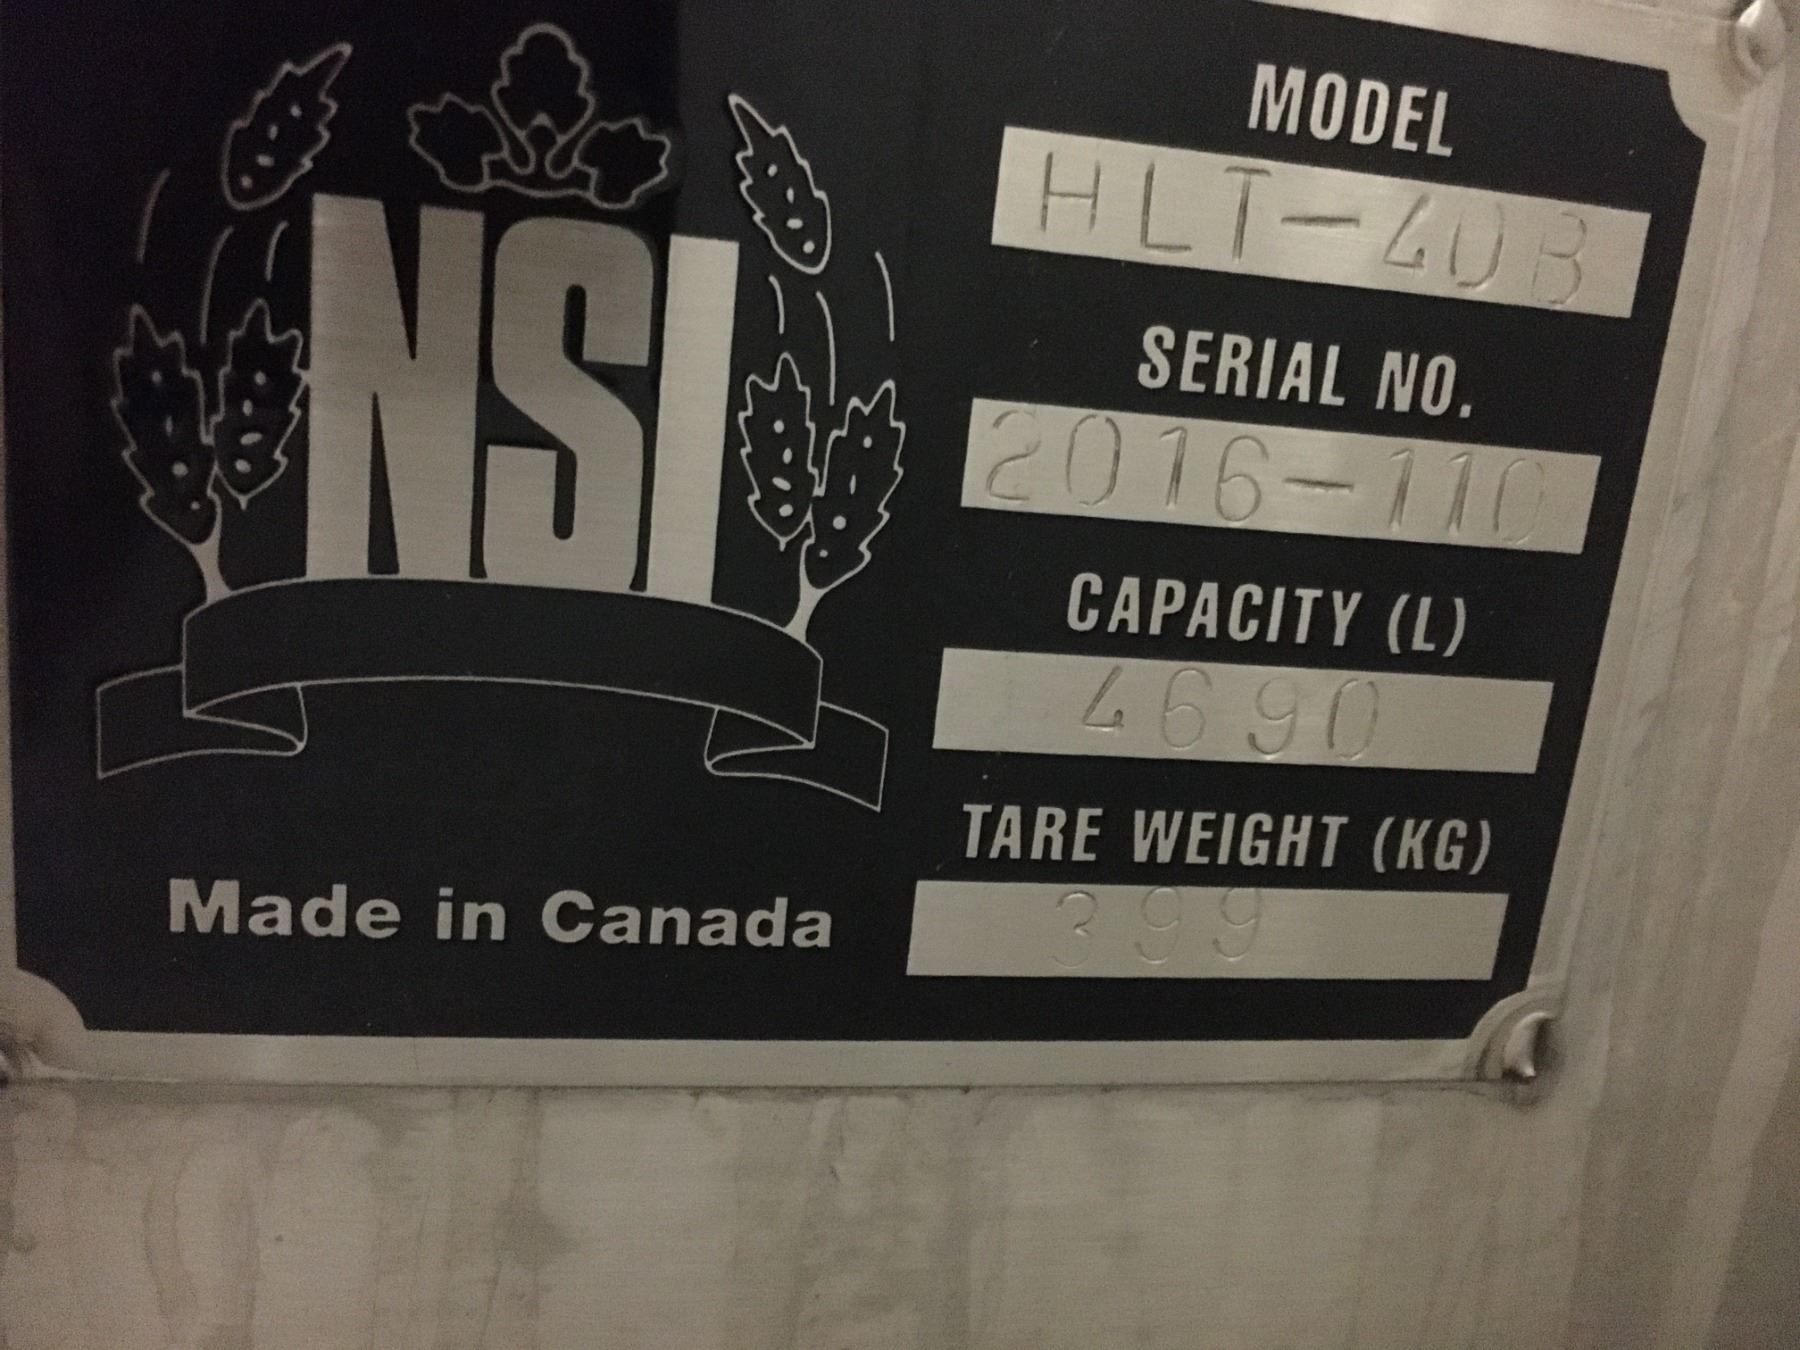 NSI
Made in Canada
MODEL
HLT-40B
SERIAL NO.
2016-110
CAPACITY (L)
4690
TARE WEIGHT (KG)
399